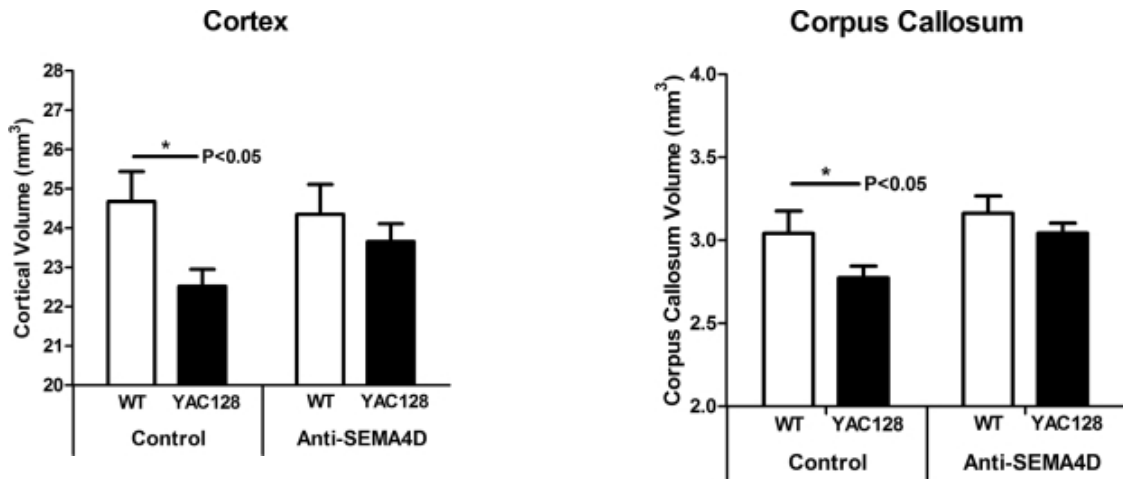 Cortex
Cortical Volume (mm³)
28
27
26
25
24
23
22
21
20
*
P<0.05
WT
YAC128
WT
YAC128
Control
Anti-SEMA4D
Corpus Callosum
Corpus Callosum Volume (mm³)
4.0
3.5
3.0
2.5
2.0
*
P<0.05
WT
YAC128
WT
YAC128
Control
Anti-SEMA4D